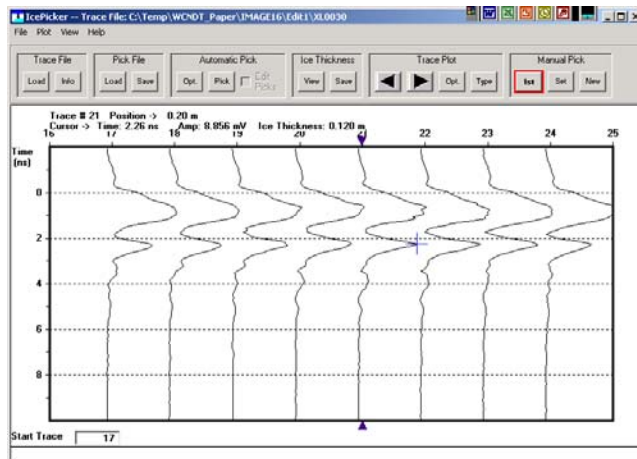 IcePicker -- Trace File: C:\Temp\WCNDT_Paper\IMAGE16\Edit1\XL0030
File Plot View Help
Trace File Pick File Automatic Pick Ice Thickness Trace Plot Manual Pick
Load Info Load Save Opt. Pick Edit Picks View Save Opt. Type Set New
Trace # 21 Position -> 0.20 m
Cursor -> Time: 2.26 ns Amp: 8.856 mV Ice Thickness: 0.120 m
16 17 18 19 20 21 22 23 24 25
Time
(ns)
0
2
4
6
8
Start Trace 17